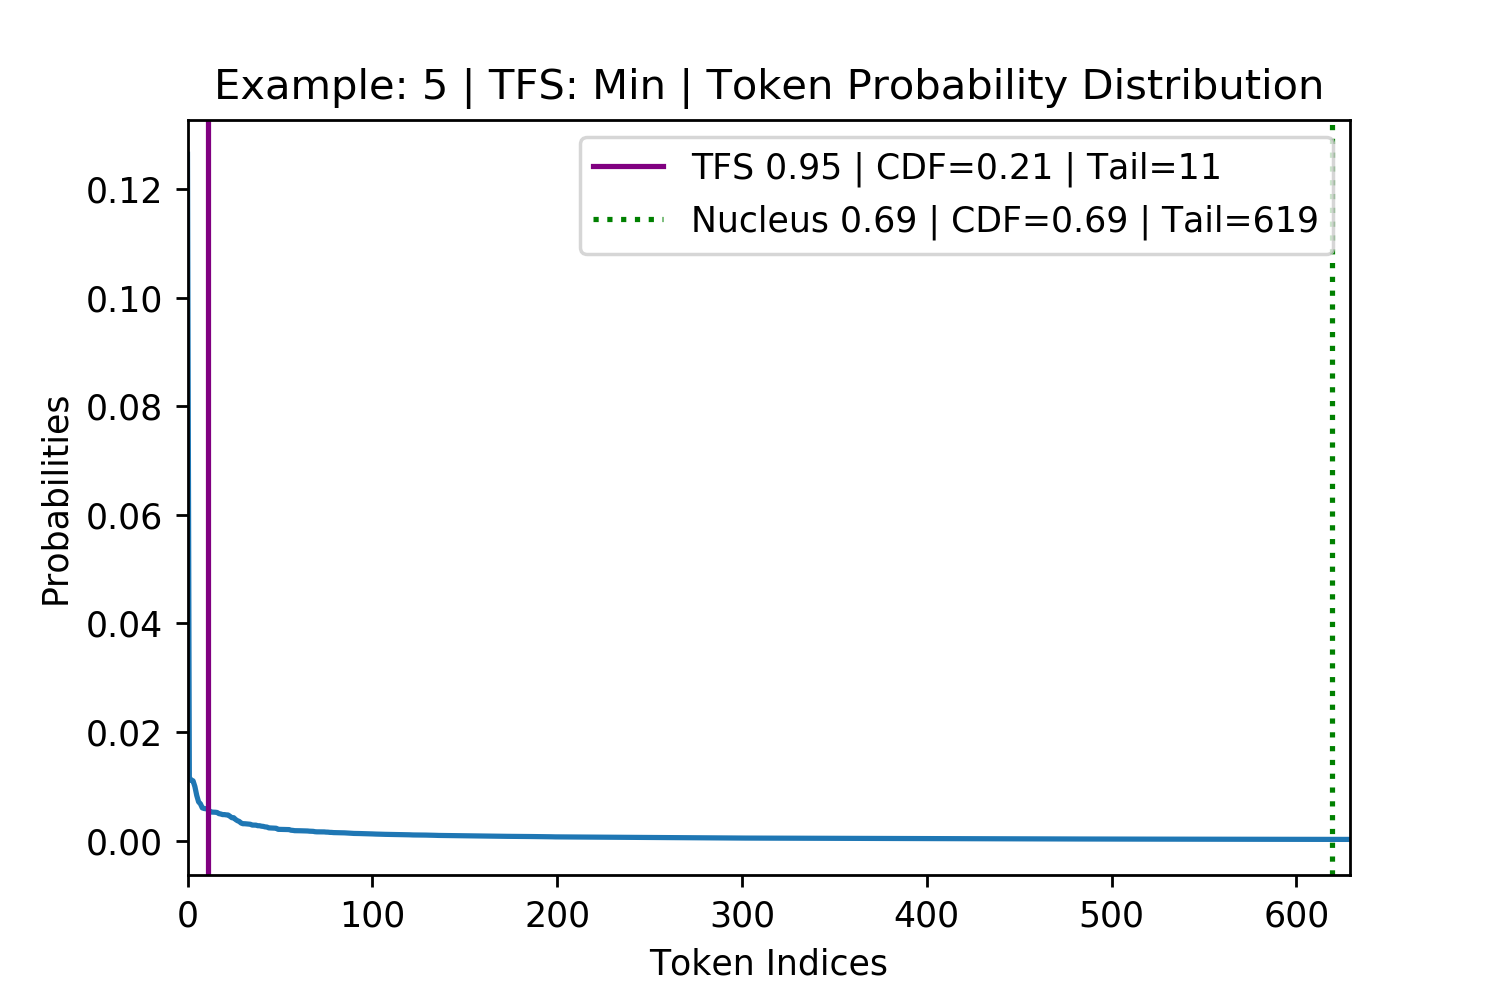 Example: 5 | TFS: Min | Token Probability Distribution
TFS 0.95 | CDF=0.21 | Tail=11
Nucleus 0.69 | CDF=0.69 | Tail=619
0.12
0.10
0.08
0.06
0.04
0.02
0.00
Probabilities
0 100 200 300 400 500 600
Token Indices